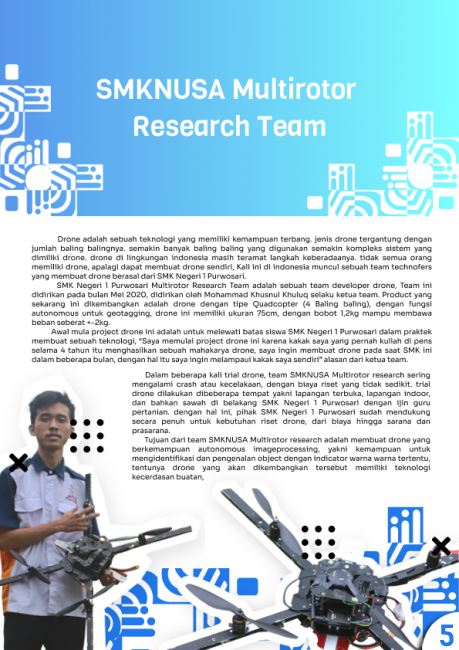 SMKNUSA Multirotor
Research Team
Drone adalah sebuah teknologi yang memiliki kemampuan terbang. jenis drone tergantung dengan
jumlah baling balingnya. semakin banyak baling baling yang digunakan semakin kompleks sistem yang
dimiliki drone. drone di lingkungan indonesia masih teramat langkah keberadaanya. tidak semua orang
memiliki drone, apalagi dapat membuat drone sendiri, Kali ini di Indonesia muncul sebuah team technofers
yang membuat drone berasal dari SMK Negeri 1 Purwosari.
SMK Negeri 1 Purwosari Multirotor Research Team adalah sebuah team developer drone, Team ini
didirikan pada bulan Mei 2020, didirikan oleh Mohammad Khusnul Khuluq selaku ketua team. Product yang
sekarang ini dikembangkan adalah drone dengan tipe Quadcopter (4 Baling baling), dengan fungsi
autonomous untuk geotagging, drone ini memiliki ukuran 75cm, dengan bobot 1,2kg mampu membawa
beban seberat +-2kg.
Awal mula project drone ini adalah untuk melewati batas siswa SMK Negeri 1 Purwosari dalam praktek
membuat sebuah teknologi, "Saya memulai project drone ini karena kakak saya yang pernah kuliah di pens
selama 4 tahun itu menghasilkan sebuah mahakarya drone, saya ingin membuat drone pada saat SMK ini
dalam beberapa bulan, dengan hal itu saya ingin melampaui kakak saya sendiri" alasan dari ketua team.
Dalam beberapa kali trial drone, team SMKNUSA Multirotor research sering
mengalami crash atau kecelakaan, dengan biaya riset yang tidak sedikit. trial
drone dilakukan dibeberapa tempat yakni lapangan terbuka, lapangan indoor,
dan bahkan sawah di belakang SMK Negeri 1 Purwosari dengan ijin guru
pertanian. dengan hal ini, pihak SMK Negeri 1 Purwosari sudah mendukung
secara penuh untuk kebutuhan riset drone, dari biaya hingga sarana dan
prasarana.
Tujuan dari team SMKNUSA Multirotor research adalah membuat drone yang
berkemampuan autonomous imageprocessing, yakni kemampuan untuk
mengidentifikasi dan pengenalan object dengan indicator warna warna tertentu,
tentunya drone yang akan dikembangkan tersebut memiliki teknologi
kecerdasan buatan,
5